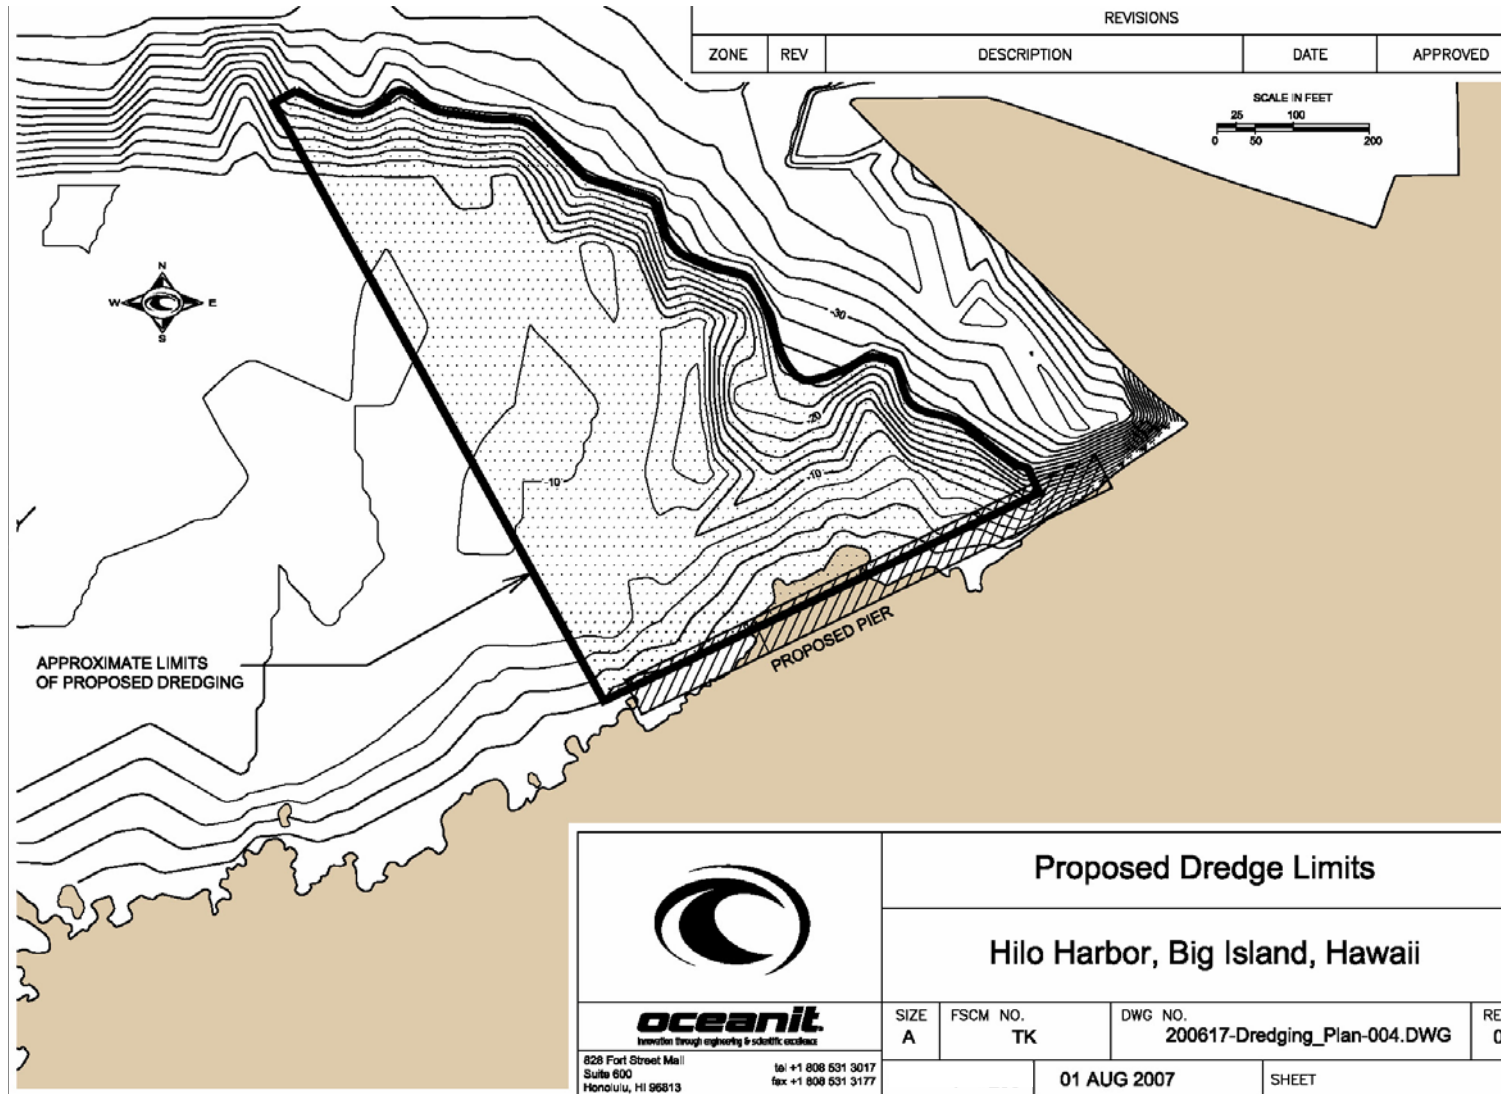 REVISIONS
ZONE REV DESCRIPTION DATE APPROVED
SCALE IN FEET
25 100
0 50 200
N
W E
S
-30
-20
-10
-10
PROPOSED PIER
APPROXIMATE LIMITS
OF PROPOSED DREDGING
Proposed Dredge Limits
Hilo Harbor, Big Island, Hawaii
oceanit.
Innovation through engineering & scientific excellence
828 Fort Street Mall
Suite 600
Honolulu, HI 96813
tel +1 808 531 3017
fax +1 808 531 3177
SIZE FSCM NO. DWG NO. RE
A TK 200617-Dredging_Plan-004.DWG 0
01 AUG 2007 SHEET